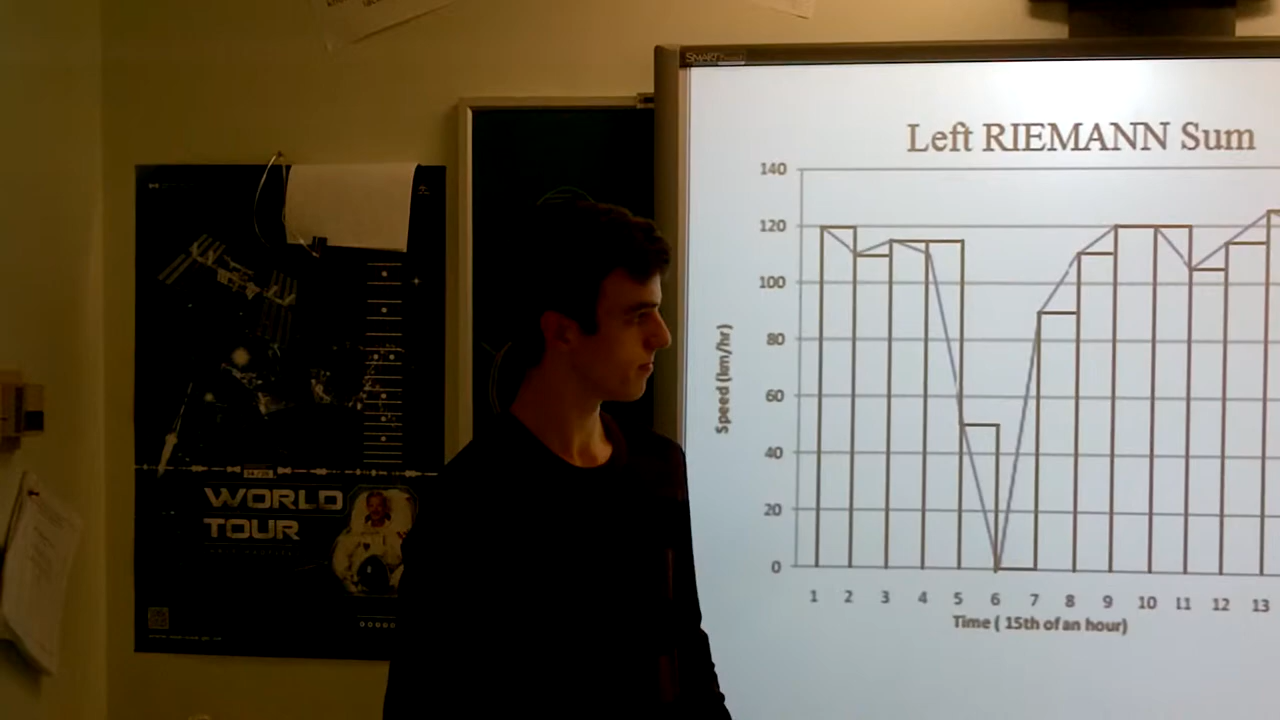 SMART
Left RIEMANN Sum
140
120
100
80
60
40
20
0
Speed (km/hr)
1 2 3 4 5 6 7 8 9 10 11 12 13
Time ( 15th of an hour)
WORLD
TOUR